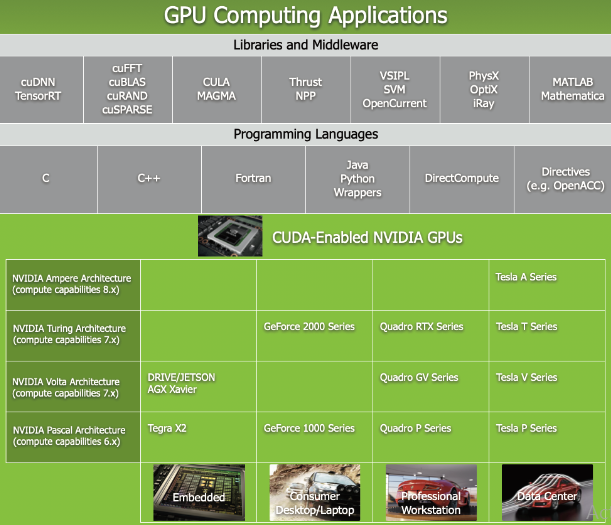 GPU Computing Applications
Libraries and Middleware
cuDNN
TensorRT
cuFFT
cuBLAS
cuRAND
cuSPARSE
CULA
MAGMA
Thrust
NPP
VSIPL
SVM
OpenCurrent
PhysX
OptiX
iRay
MATLAB
Mathematica
Programming Languages
C
C++
Fortran
Java
Python
Wrappers
DirectCompute
Directives
(e.g. OpenACC)
CUDA-Enabled NVIDIA GPUs
NVIDIA Ampere Architecture
(compute capabilities 8.x)
Tesla A Series
NVIDIA Turing Architecture
(compute capabilities 7.x)
GeForce 2000 Series
Quadro RTX Series
Tesla T Series
NVIDIA Volta Architecture
(compute capabilities 7.x)
DRIVE/JETSON
AGX Xavier
Quadro GV Series
Tesla V Series
NVIDIA Pascal Architecture
(compute capabilities 6.x)
Tegra X2
GeForce 1000 Series
Quadro P Series
Tesla P Series
Embedded
Consumer
Desktop/Laptop
Professional
Workstation
Data Center